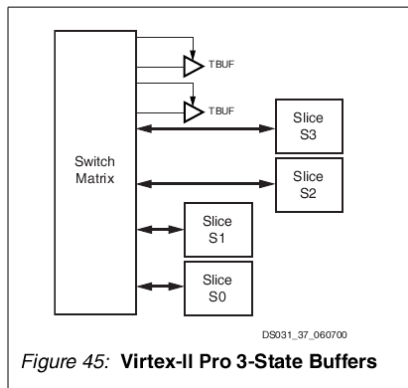 TBUF
TBUF
Slice
S3
Switch
Matrix
Slice
S2
Slice
S1
Slice
S0
DS031_37_060700
Figure 45: Virtex-II Pro 3-State Buffers